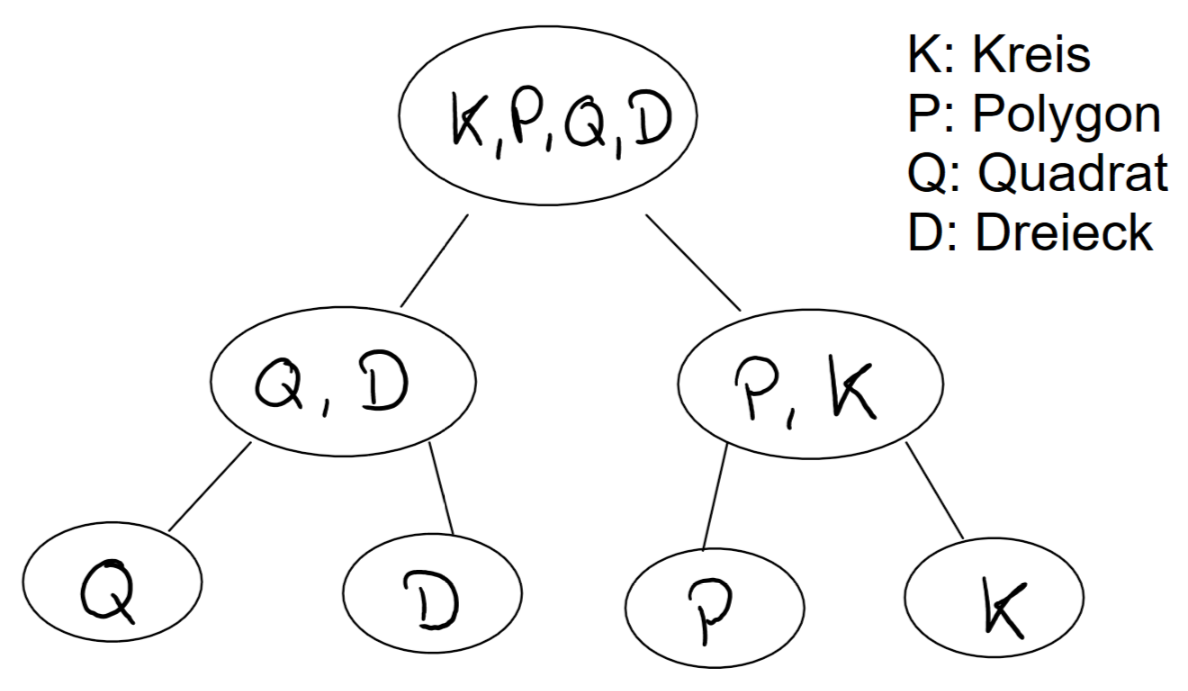 K, P, Q, D
K: Kreis
P: Polygon
Q: Quadrat
D: Dreieck
Q, D
P, K
Q
D
P
K